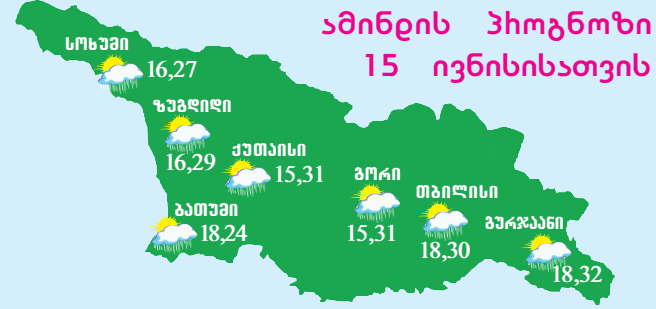 ამინდის პროგნოზი
15 ივნისისათვის
სოხუმი
16,27
ზუგდიდი
16,29
ქუთაისი
15,31
გორი
15,31
თბილისი
18,30
ბათუმი
18,24
გურჯაანი
18,32